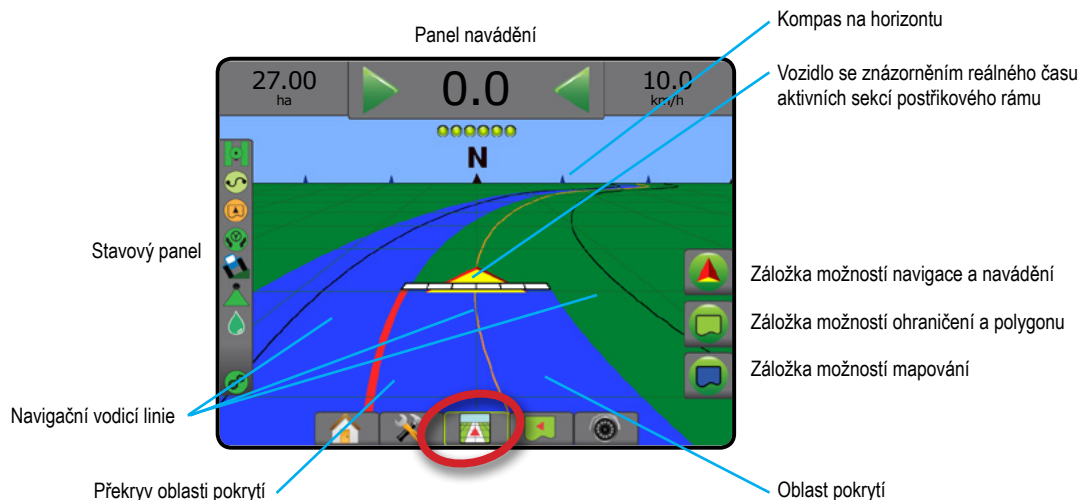 Kompas na horizontu
Panel navádění
Vozidlo se znázorněním reálného času
aktivních sekcí postřikového rámu
27.00
ha
0.0
10.0
km/h
N
Stavový panel
Záložka možností navigace a navádění
Záložka možností ohraničení a polygonu
Záložka možností mapování
Navigační vodicí linie
Překryv oblasti pokrytí
Oblast pokrytí